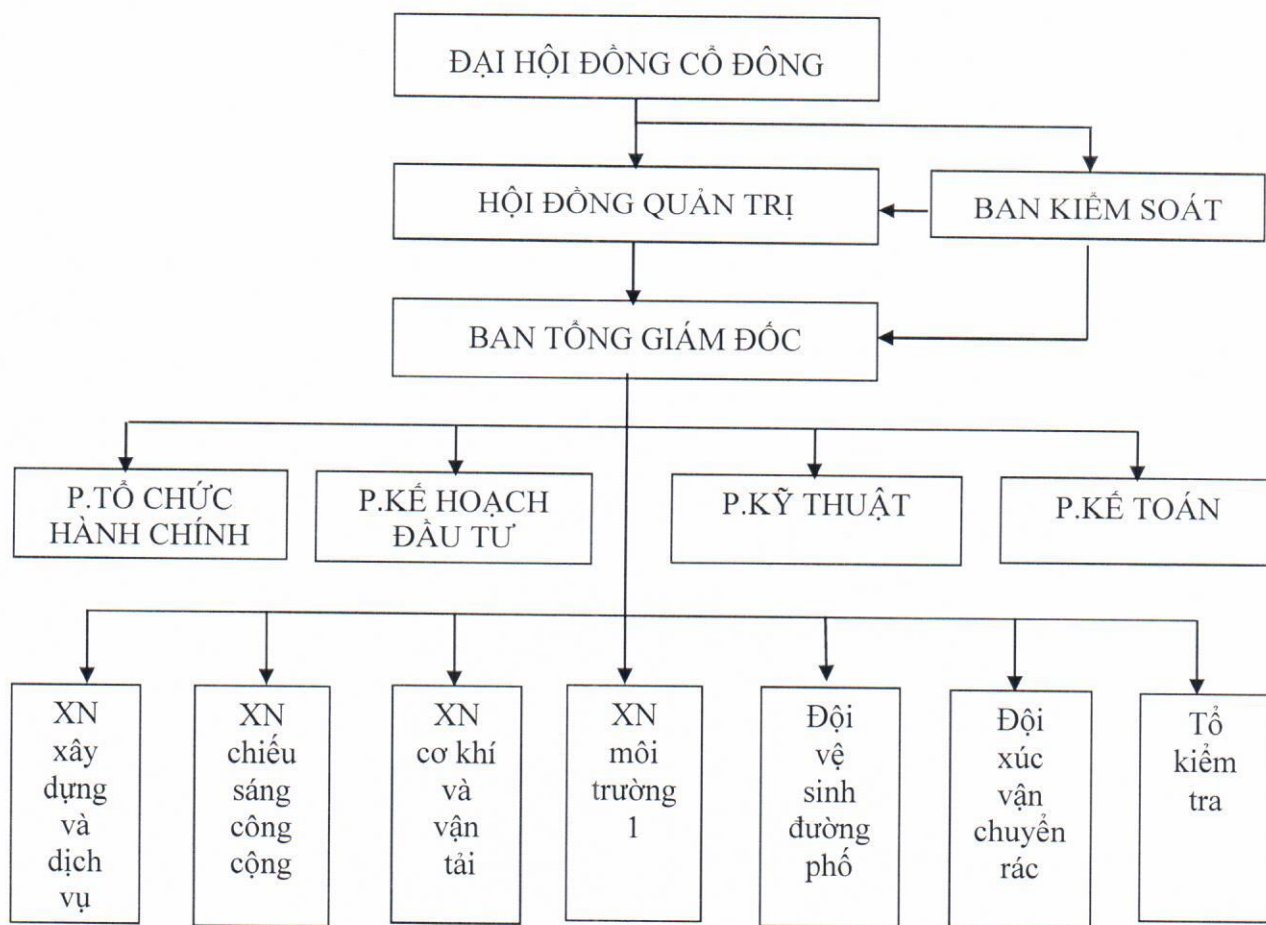 ĐẠI HỘI ĐỒNG CỔ ĐÔNG
HỘI ĐỒNG QUẢN TRỊ
BAN KIỂM SOÁT
BAN TỔNG GIÁM ĐỐC
P.TỔ CHỨC
HÀNH CHÍNH
P.KẾ HOẠCH
ĐẦU TƯ
P.KỸ THUẬT
P.KẾ TOÁN
XN
xây
dựng
và
dịch
vụ
XN
chiếu
sáng
công
cộng
XN
cơ khí
và
vận
tải
XN
môi
trường
1
Đội
vệ
sinh
đường
phố
Đội
xúc
vận
chuyển
rác
Tổ
kiểm
tra